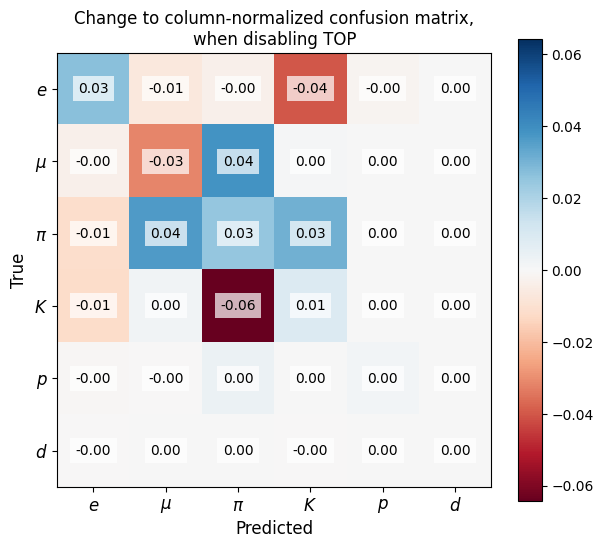 Change to column-normalized confusion matrix,
when disabling TOP
e 0.03 -0.01 -0.00 -0.04 -0.00 0.00
μ -0.00 -0.03 0.04 0.00 0.00 0.00
π -0.01 0.04 0.03 0.03 0.00 0.00
K -0.01 0.00 -0.06 0.01 0.00 0.00
p -0.00 -0.00 0.00 0.00 0.00 0.00
d -0.00 0.00 0.00 -0.00 0.00 0.00
e μ π K p d
Predicted
True
0.06
0.04
0.02
0.00
−0.02
−0.04
−0.06